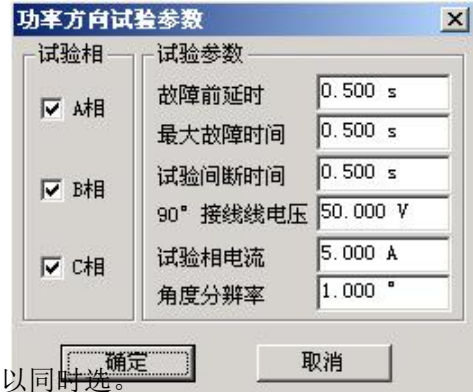 功率方向试验参数
试验相
试验参数
A相
B相
C相
故障前延时 0.500 s
最大故障时间 0.500 s
试验间断时间 0.500 s
90°接线线电压 50.000 V
试验相电流 5.000 A
角度分辨率 1.000 °
确定 取消
以同时选。